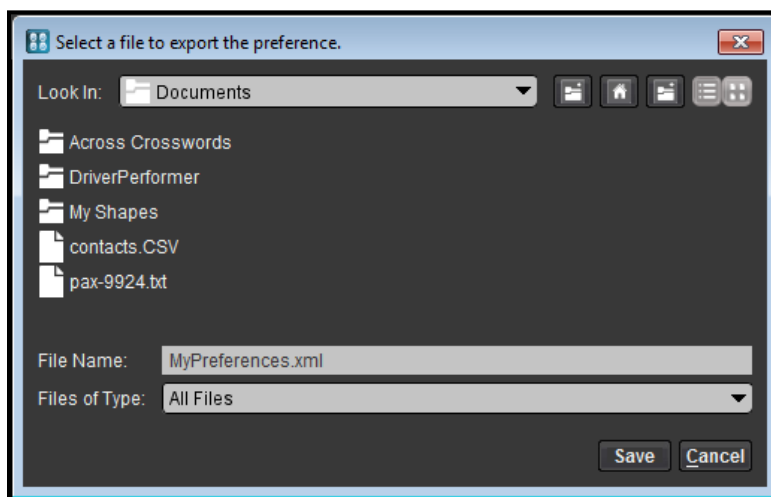 Select a file to export the preference.
Look In: Documents
Across Crosswords
DriverPerformer
My Shapes
contacts.CSV
pax-9924.txt
File Name: MyPreferences.xml
Files of Type: All Files
Save Cancel